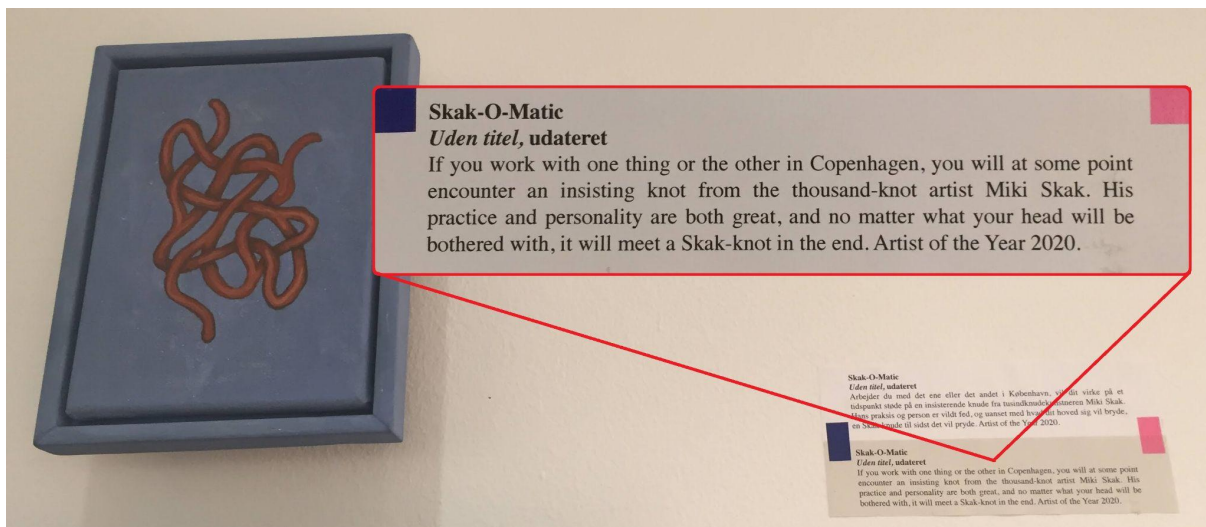 Skak-O-Matic
Uden titel, udateret
If you work with one thing or the other in Copenhagen, you will at some point
encounter an insisting knot from the thousand-knot artist Miki Skak. His
practice and personality are both great, and no matter what your head will be
bothered with, it will meet a Skak-knot in the end. Artist of the Year 2020.
Skak-O-Matic
Uden titel, udateret
Arbejder du med det ene eller det andet i København, vil dit virke på et
tidspunkt støde på en insisterende knude fra tusindknudekunstneren Miki Skak.
Hans praksis og person er vildt fed, og uanset med hvad dit hoved sig vil bryde,
en Skak-knude til sidst det vil pryde. Artist of the Year 2020.
Skak-O-Matic
Uden titel, udateret
If you work with one thing or the other in Copenhagen, you will at some point
encounter an insisting knot from the thousand-knot artist Miki Skak. His
practice and personality are both great, and no matter what your head will be
bothered with, it will meet a Skak-knot in the end. Artist of the Year 2020.